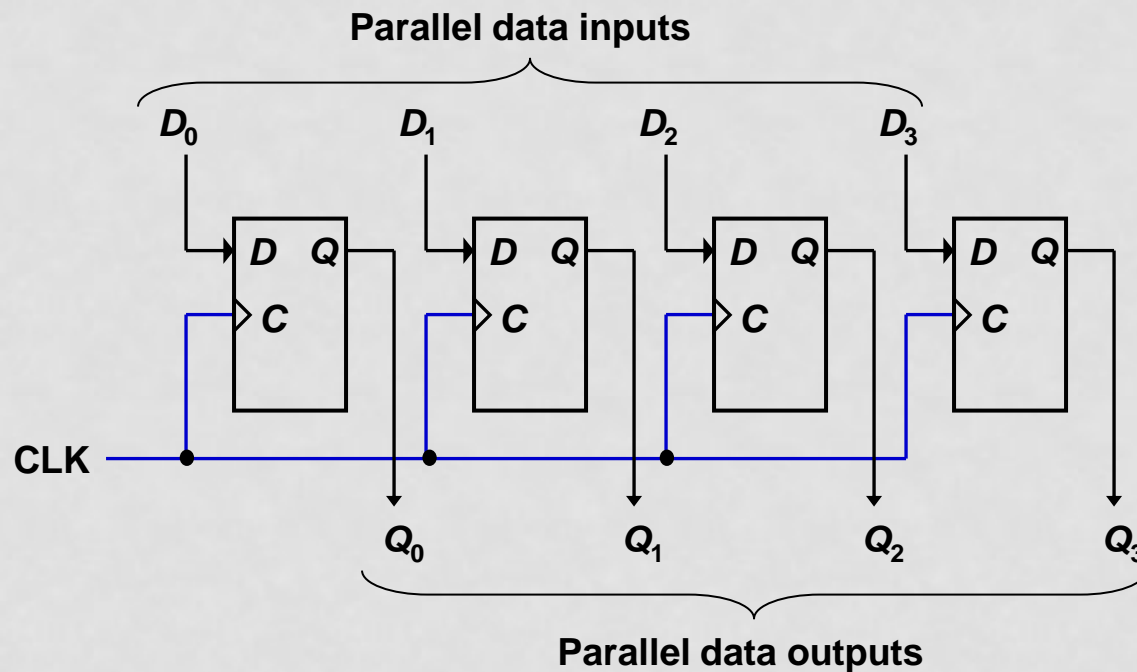 Parallel data inputs
D0 D1 D2 D3
D Q D Q D Q D Q
C C C C
CLK
Q0 Q1 Q2 Q3
Parallel data outputs